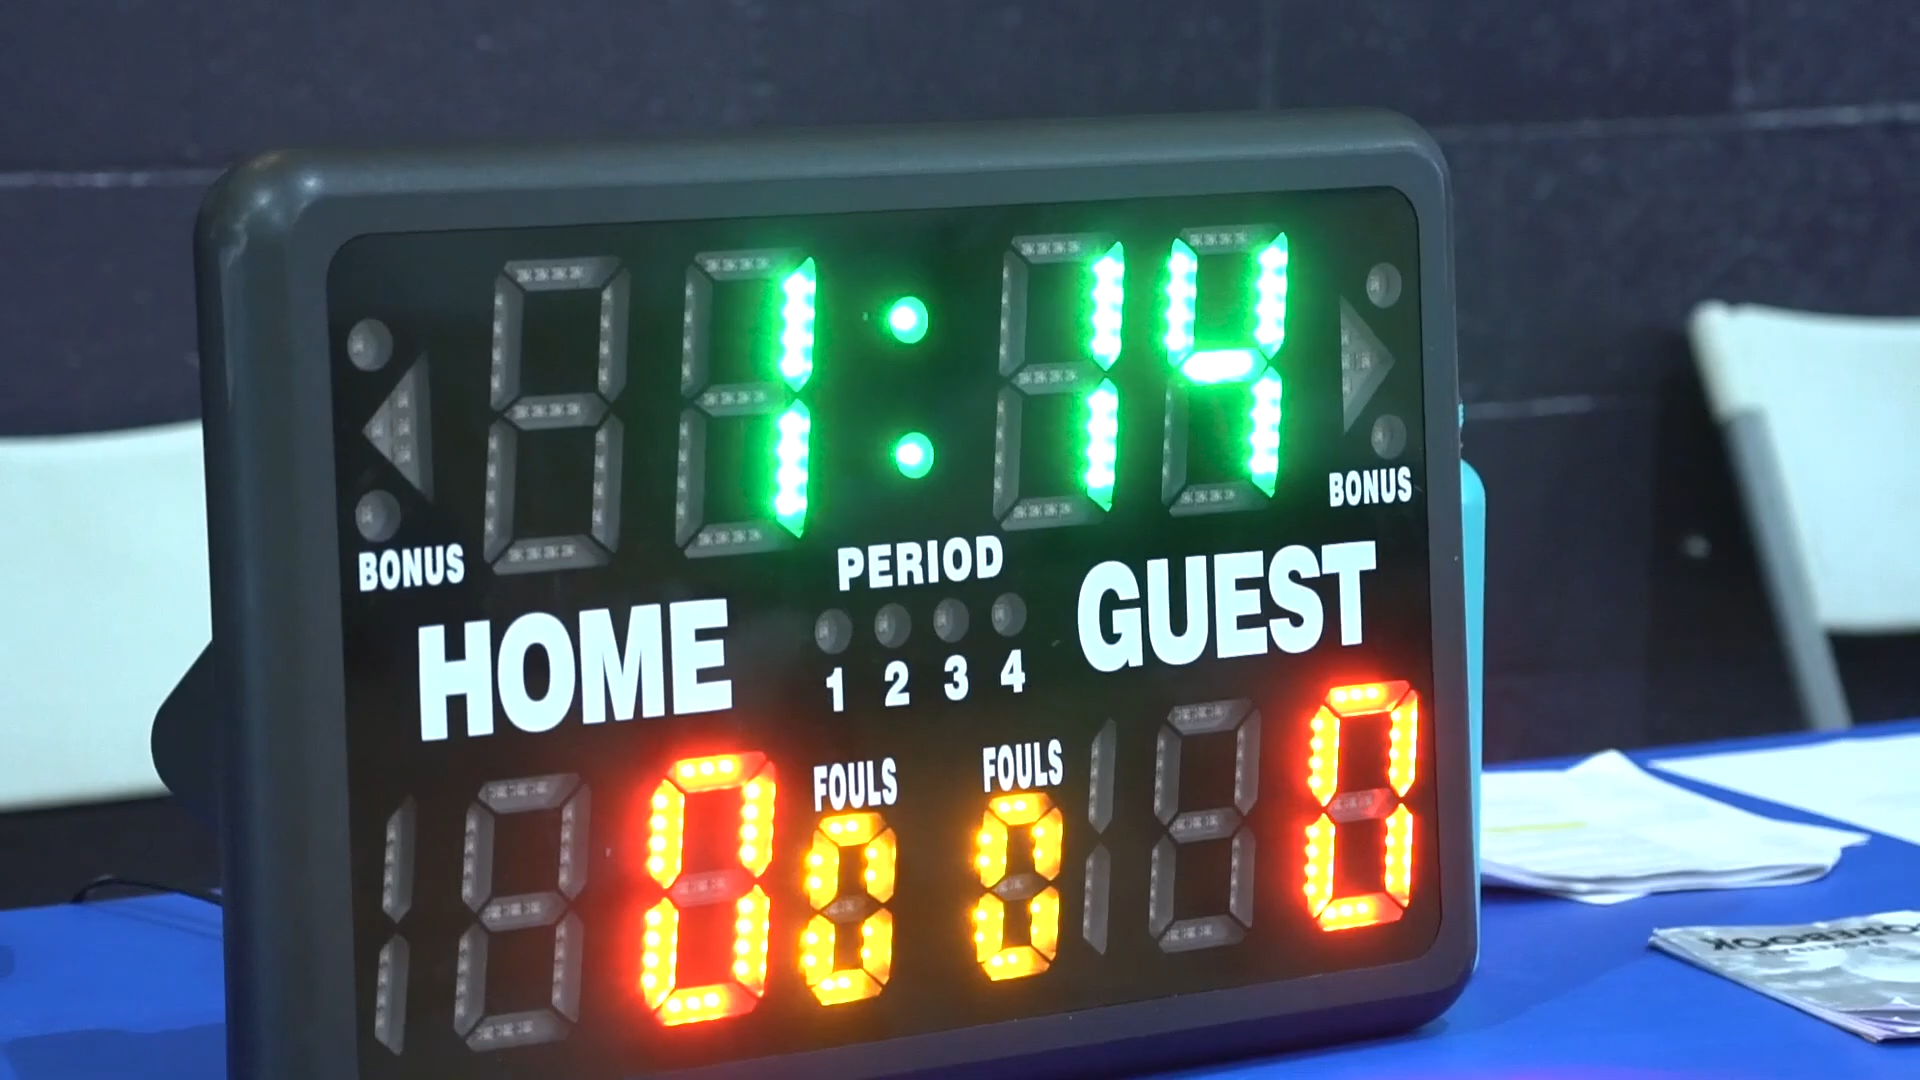 1:14
BONUS
BONUS
PERIOD
HOME
GUEST
1 2 3 4
FOULS
FOULS
0 0 0 0